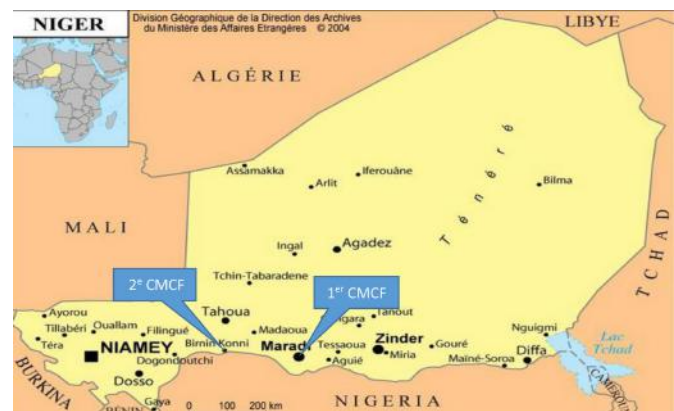 NIGER
Division Géographique de la Direction des Archives
du Ministère des Affaires Etrangères © 2004
LIBYE
ALGÉRIE
Assamakka
Iferouâne
Arlit
Bilma
Ténéré
TCHAD
MALI
Ingal
Agadez
Tchin-Tabaradene
2e CMCF
1er CMCF
Tahoua
Tanout
Ayorou
Tillabéri
Ouallam
Filingué
Madaoua
Zinder
Nguigmi
Téra
NIAMEY
Birnin Konni
Tessaoua
Gouré
Lac
Tchad
Dogondoutchi
Aguié
Miria
Maïné-Soroa
Diffa
Dosso
BURKINA
Gaya
0 100 200 km
NIGERIA